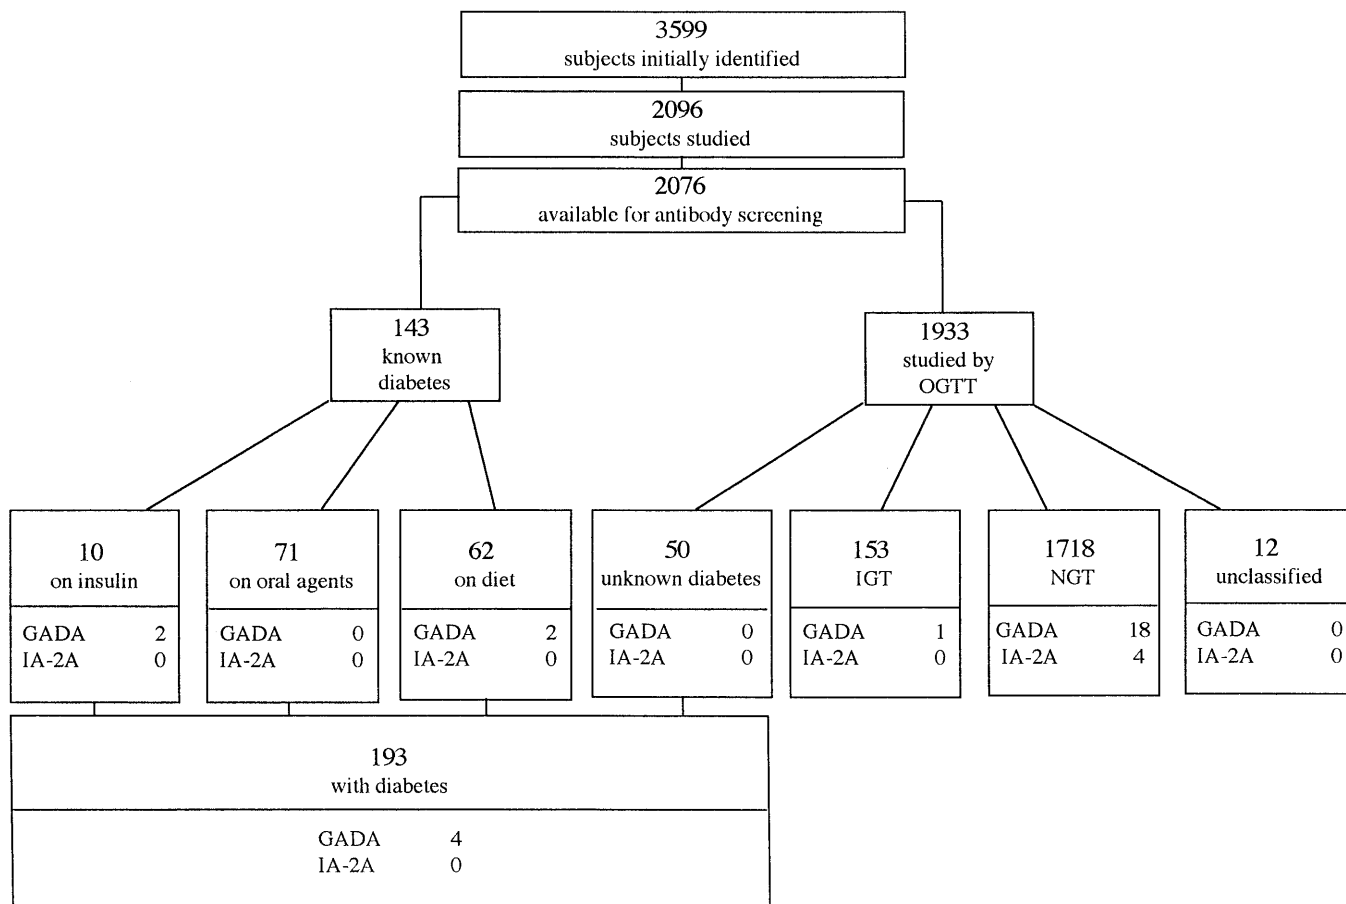 3599
subjects initially identified
2096
subjects studied
2076
available for antibody screening
143
known
diabetes
1933
studied by
OGTT
10
on insulin
GADA 2
IA-2A 0
71
on oral agents
GADA 0
IA-2A 0
62
on diet
GADA 2
IA-2A 0
50
unknown diabetes
GADA 0
IA-2A 0
153
IGT
GADA 1
IA-2A 0
1718
NGT
GADA 18
IA-2A 4
12
unclassified
GADA 0
IA-2A 0
193
with diabetes
GADA 4
IA-2A 0